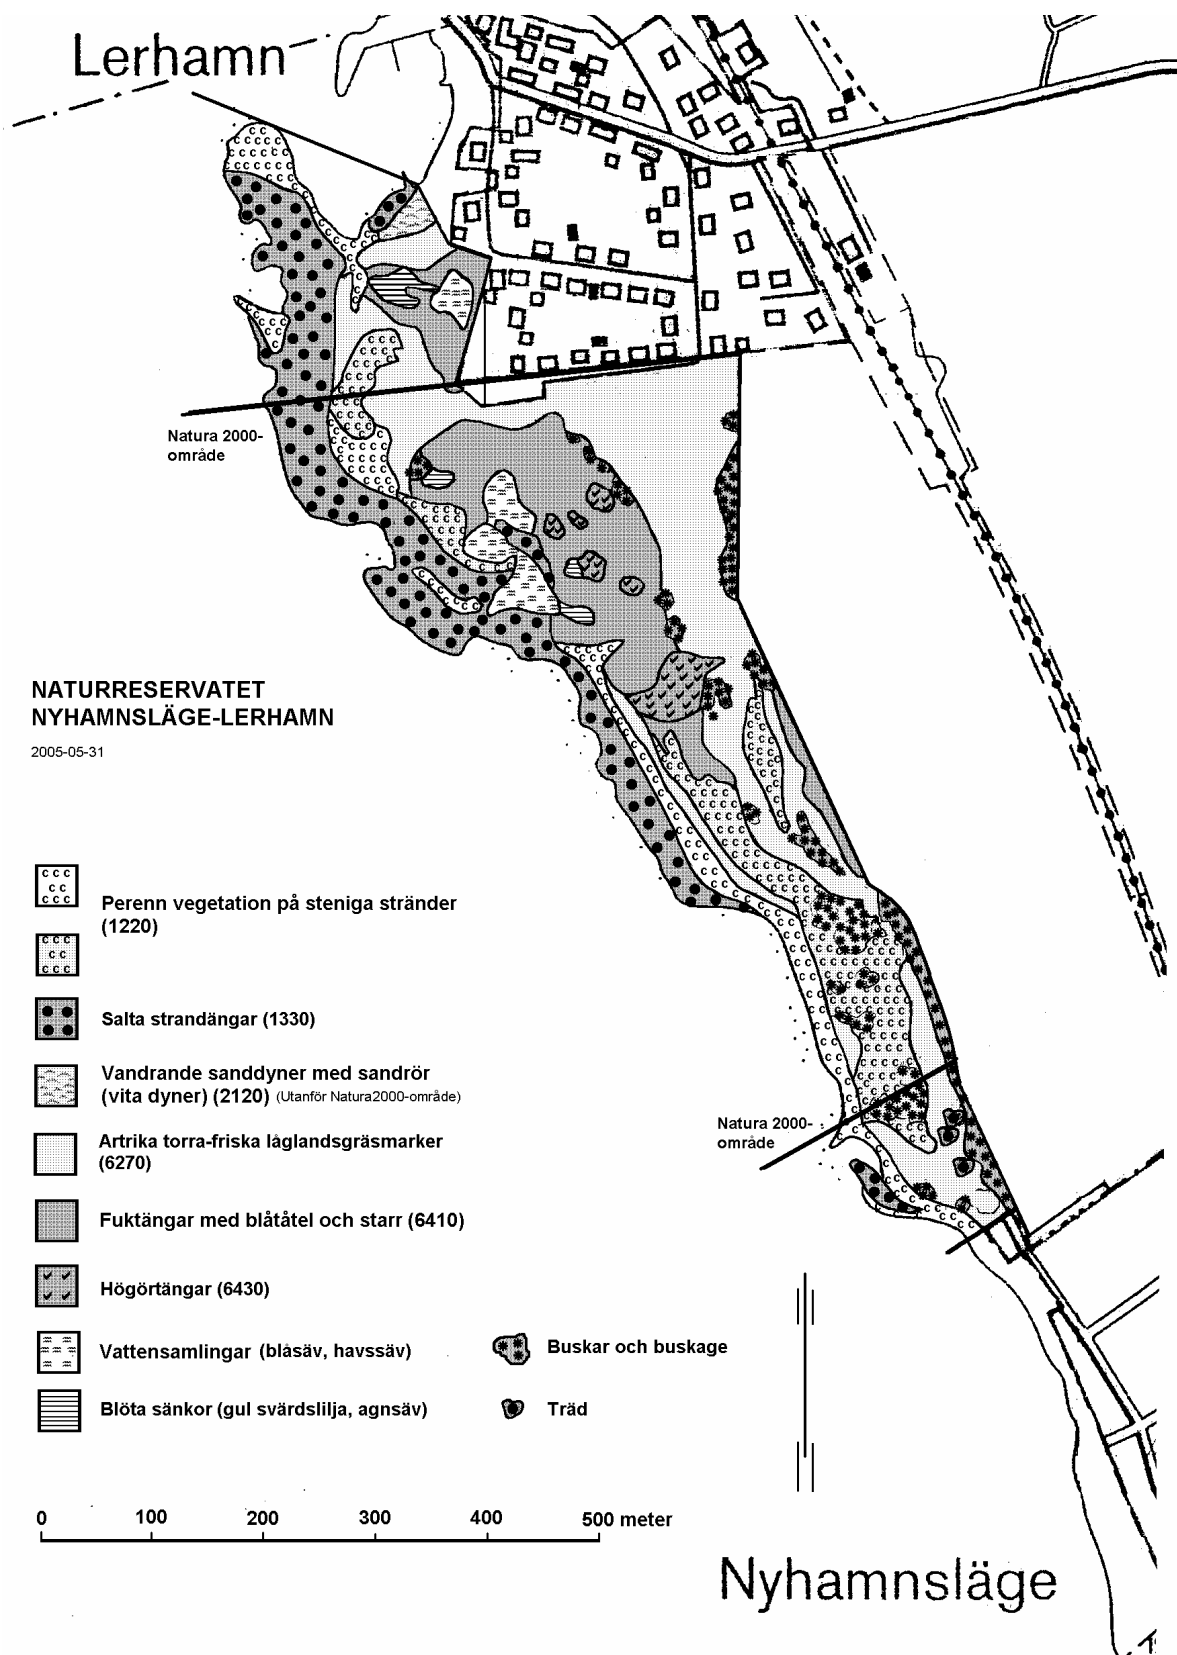 Lerhamn
Natura 2000-
område
NATURRESERVATET
NYHAMNSLÄGE-LERHAMN
2005-05-31
Perenn vegetation på steniga stränder
(1220)
Salta strandängar (1330)
Vandrande sanddyner med sandrör
(vita dyner) (2120) (Utanför Natura2000-område)
Artrika torra-friska låglandsgräsmarker
(6270)
Fuktängar med blåtåtel och starr (6410)
Högörtängar (6430)
Vattensamlingar (blåsäv, havssäv)
Blöta sänkor (gul svärdslilja, agnsäv)
Buskar och buskage
Träd
Natura 2000-
område
0 100 200 300 400 500 meter
Nyhamnsläge